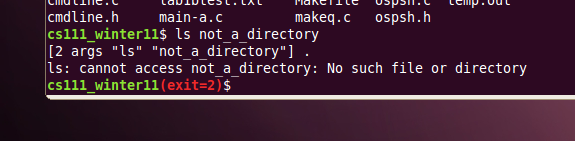 cmdline.c labibtest.txt Makefile ospsh.c temp.out
cmdline.h main-a.c makeq.c ospsh.h
cs111_winter11$ ls not_a_directory
[2 args "ls" "not_a_directory"] .
ls: cannot access not_a_directory: No such file or directory
cs111_winter11(exit=2)$